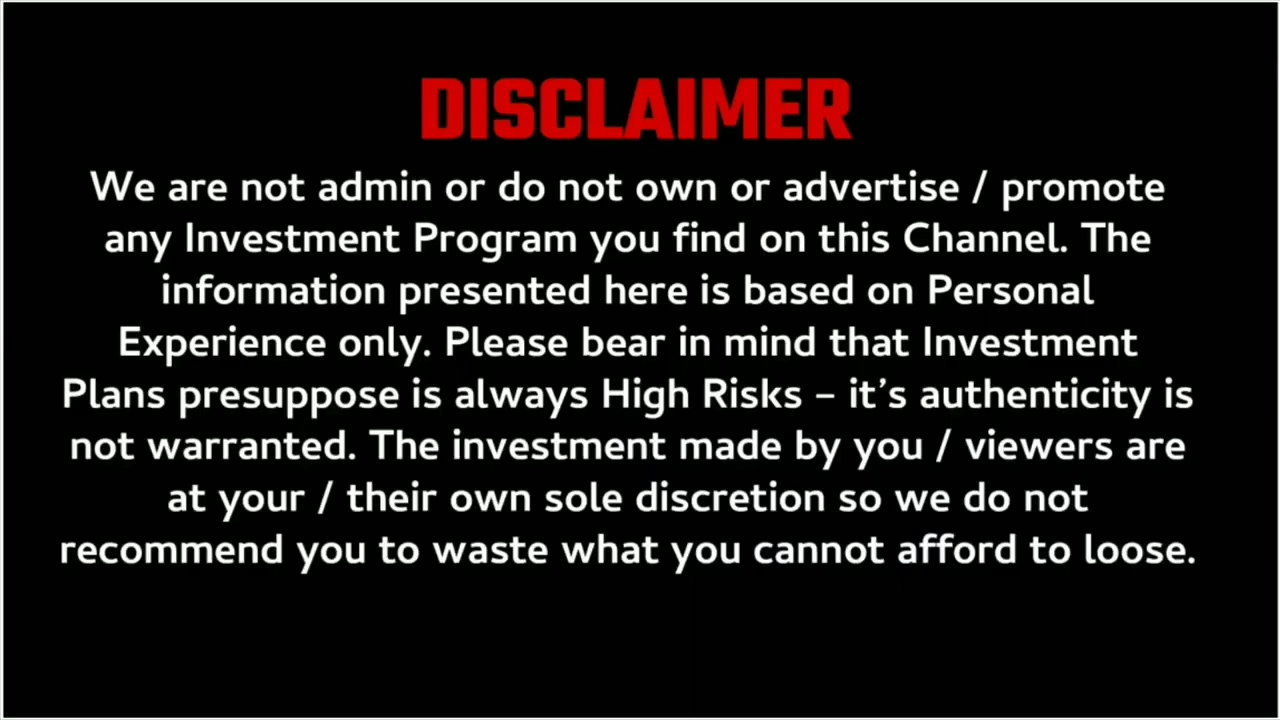 DISCLAIMER
We are not admin or do not own or advertise / promote
any Investment Program you find on this Channel. The
information presented here is based on Personal
Experience only. Please bear in mind that Investment
Plans presuppose is always High Risks – it’s authenticity is
not warranted. The investment made by you / viewers are
at your / their own sole discretion so we do not
recommend you to waste what you cannot afford to loose.